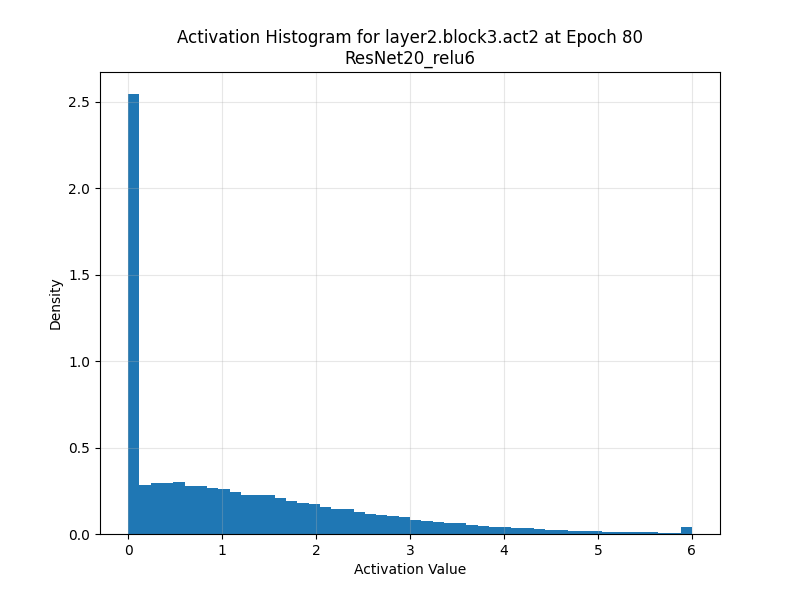 Activation Histogram for layer2.block3.act2 at Epoch 80
ResNet20_relu6
2.5
2.0
1.5
1.0
0.5
0.0
Density
0 1 2 3 4 5 6
Activation Value